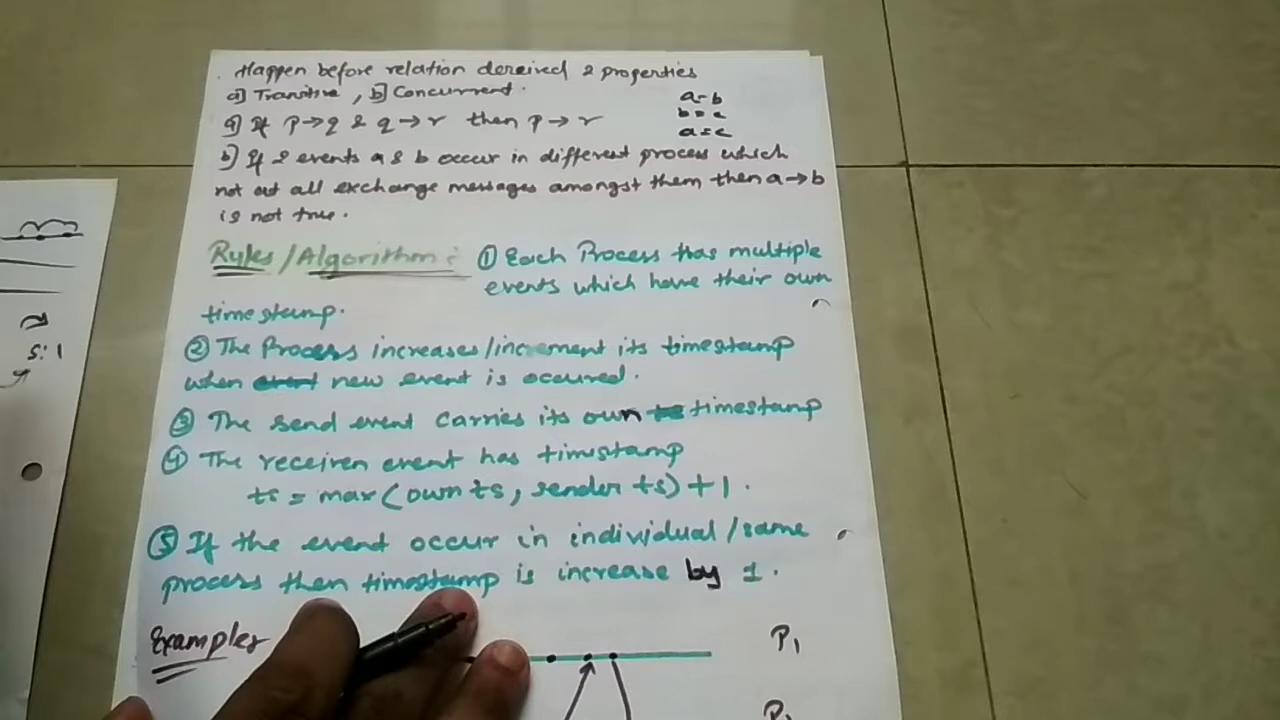 Happen before relation dereived 2 properties
a] Transitive, b] Concurrent.
a-b
b=c
a=c
a] If p→q & q→r then p→r
b] If 2 events a & b occur in different process which
not at all exchange messages amongst them then a→b
is not true.
Rules/Algorithm: ① Each Process has multiple
events which have their own
timestamp.
② The Process increases/increment its timestamp
when new event is occured.
③ The send event carries its own timestamp
④ The receiven event has timestamp
ts = max(own ts, sender ts)+1.
⑤ If the event occur in individual/same
process then timestamp is increase by 1.
Examples
P1
S:1